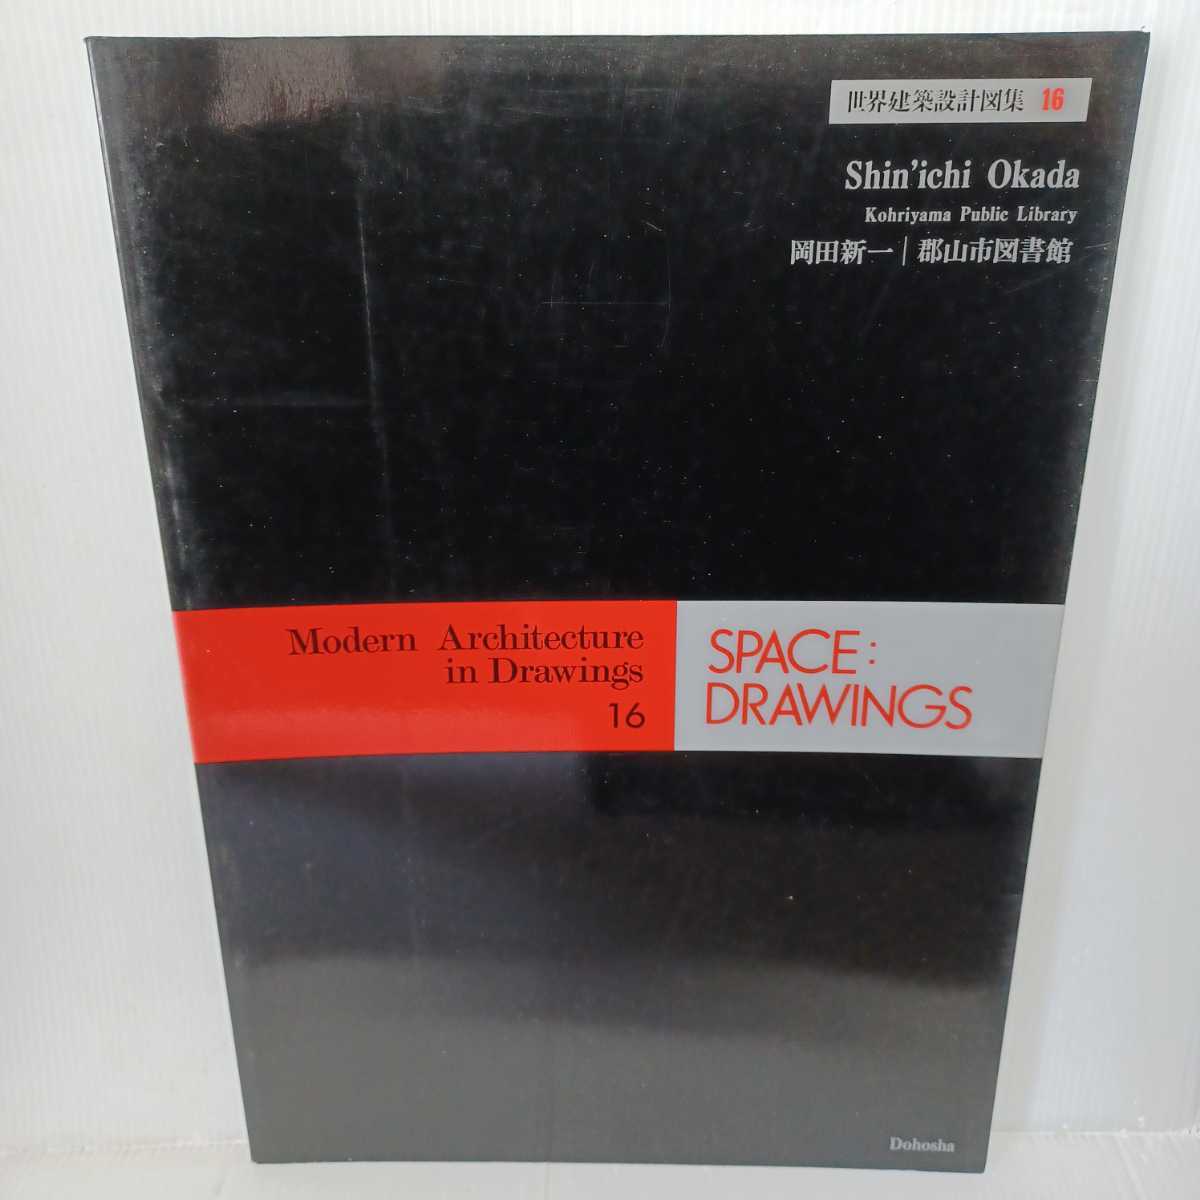 世界建築設計図集 16
Shin'ichi Okada
Kohriyama Public Library
岡田新一│郡山市図書館
Modern Architecture
in Drawings
16
SPACE:
DRAWINGS
Dohosha